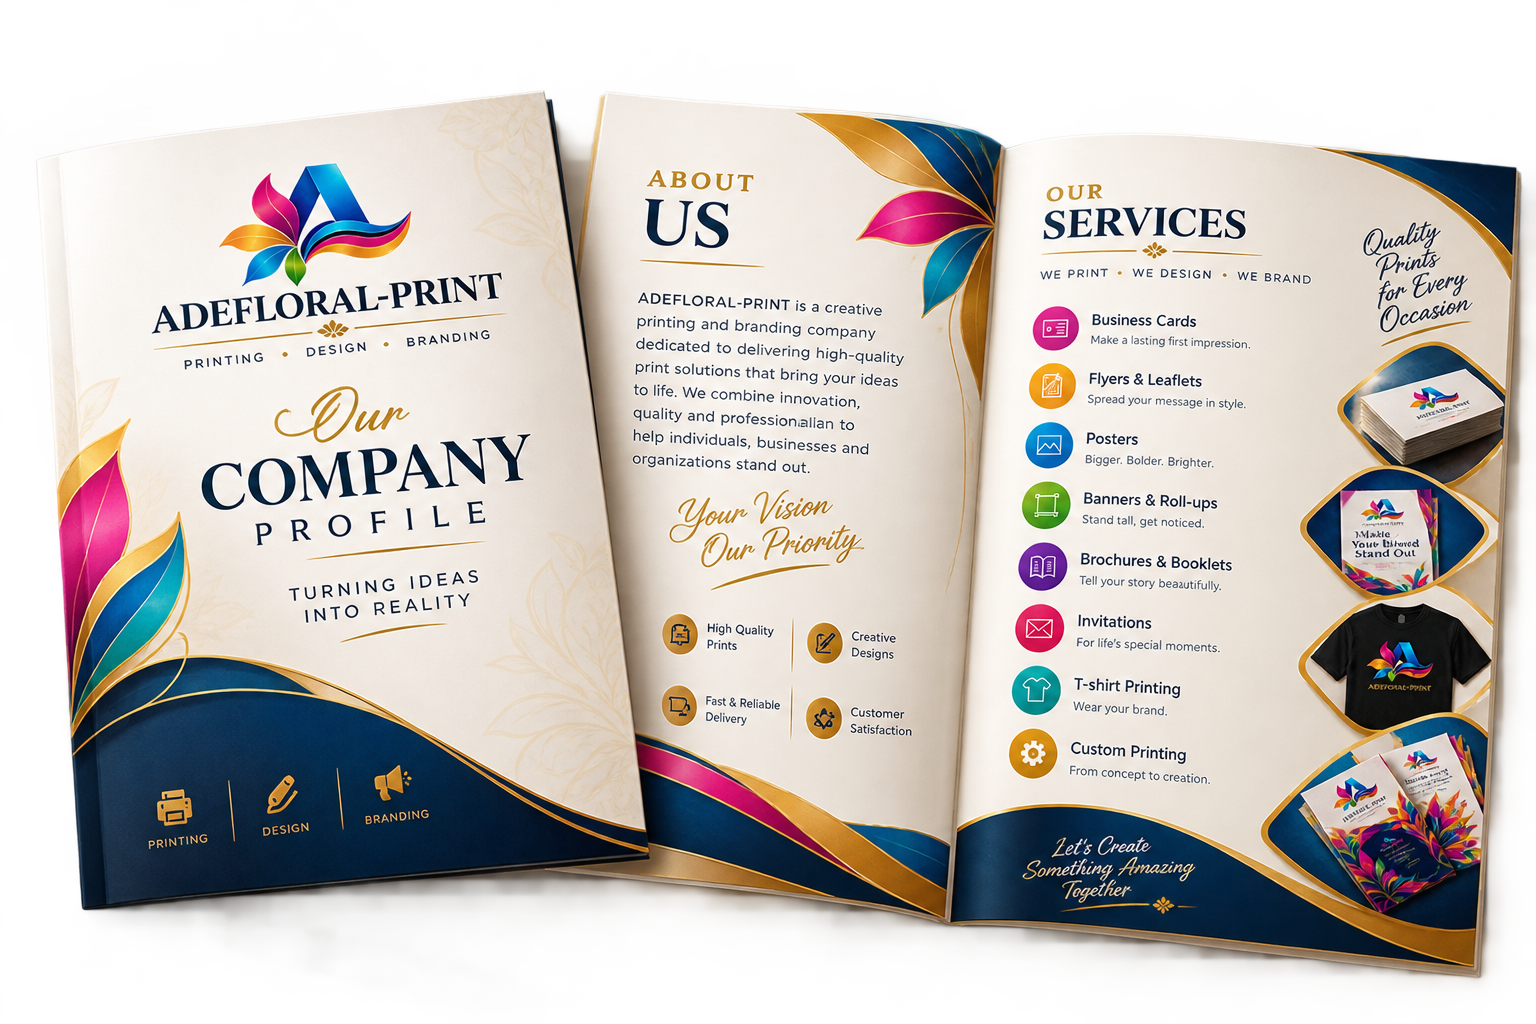 ADEFLORAL-PRINT
PRINTING • DESIGN • BRANDING
Our
COMPANY
PROFILE
TURNING IDEAS
INTO REALITY
PRINTING
DESIGN
BRANDING
ABOUT
US
ADEFLORAL-PRINT is a creative
printing and branding company
dedicated to delivering high-quality
print solutions that bring your ideas
to life. We combine innovation,
quality and professionalian to
help individuals, businesses and
organizations stand out.
Your Vision
Our Priority
High Quality
Prints
Creative
Designs
Fast & Reliable
Delivery
Customer
Satisfaction
OUR
SERVICES
WE PRINT • WE DESIGN • WE BRAND
Quality
Prints
for Every
Occasion
Business Cards
Make a lasting first impression.
Flyers & Leaflets
Spread your message in style.
Posters
Bigger. Bolder. Brighter.
Banners & Roll-ups
Stand tall, get noticed.
Brochures & Booklets
Tell your story beautifully.
Invitations
For life's special moments.
T-shirt Printing
Wear your brand.
Custom Printing
From concept to creation.
Make
Your
Stand Out
ADEFLORAL-PRINT
Let's Create
Something Amazing
Together